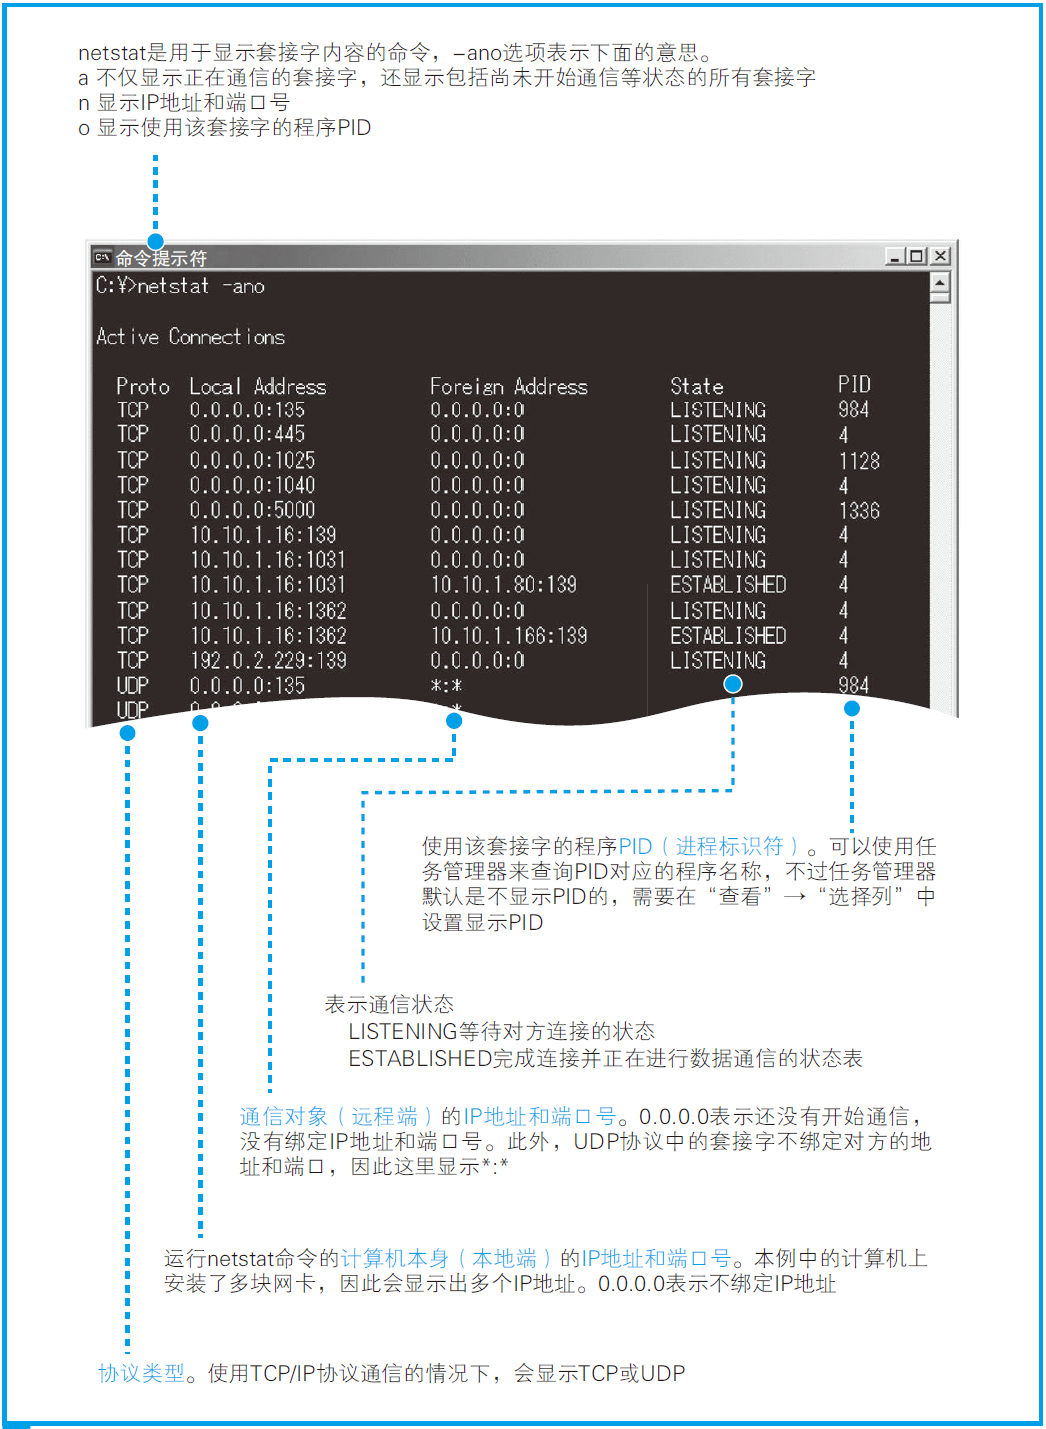 netstat是用于显示套接字内容的命令，–ano选项表示下面的意思。
a 不仅显示正在通信的套接字，还显示包括尚未开始通信等状态的所有套接字
n 显示IP地址和端口号
o 显示使用该套接字的程序PID
命令提示符
C:¥>netstat -ano
Active Connections
Proto Local Address Foreign Address State PID
TCP 0.0.0.0:135 0.0.0.0:0 LISTENING 984
TCP 0.0.0.0:445 0.0.0.0:0 LISTENING 4
TCP 0.0.0.0:1025 0.0.0.0:0 LISTENING 1128
TCP 0.0.0.0:1040 0.0.0.0:0 LISTENING 4
TCP 0.0.0.0:5000 0.0.0.0:0 LISTENING 1336
TCP 10.10.1.16:139 0.0.0.0:0 LISTENING 4
TCP 10.10.1.16:1031 0.0.0.0:0 LISTENING 4
TCP 10.10.1.16:1031 10.10.1.80:139 ESTABLISHED 4
TCP 10.10.1.16:1362 0.0.0.0:0 LISTENING 4
TCP 10.10.1.16:1362 10.10.1.166:139 ESTABLISHED 4
TCP 192.0.2.229:139 0.0.0.0:0 LISTENING 4
UDP 0.0.0.0:135 *:* 984
UDP
使用该套接字的程序PID（进程标识符）。可以使用任
务管理器来查询PID对应的程序名称，不过任务管理器
默认是不显示PID的，需要在“查看”→“选择列”中
设置显示PID
表示通信状态
LISTENING等待对方连接的状态
ESTABLISHED完成连接并正在进行数据通信的状态表
通信对象（远程端）的IP地址和端口号。0.0.0.0表示还没有开始通信，
没有绑定IP地址和端口号。此外，UDP协议中的套接字不绑定对方的地
址和端口，因此这里显示*:*
运行netstat命令的计算机本身（本地端）的IP地址和端口号。本例中的计算机上
安装了多块网卡，因此会显示出多个IP地址。0.0.0.0表示不绑定IP地址
协议类型。使用TCP/IP协议通信的情况下，会显示TCP或UDP